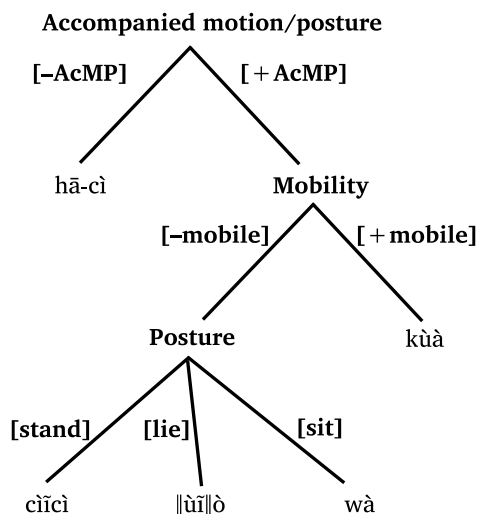 Accompanied motion/posture
[–AcMP] [+AcMP]
hā-cì Mobility
[–mobile] [+mobile]
Posture kùà
[stand] [lie] [sit]
cìĩcì ǁùĩǁò wà